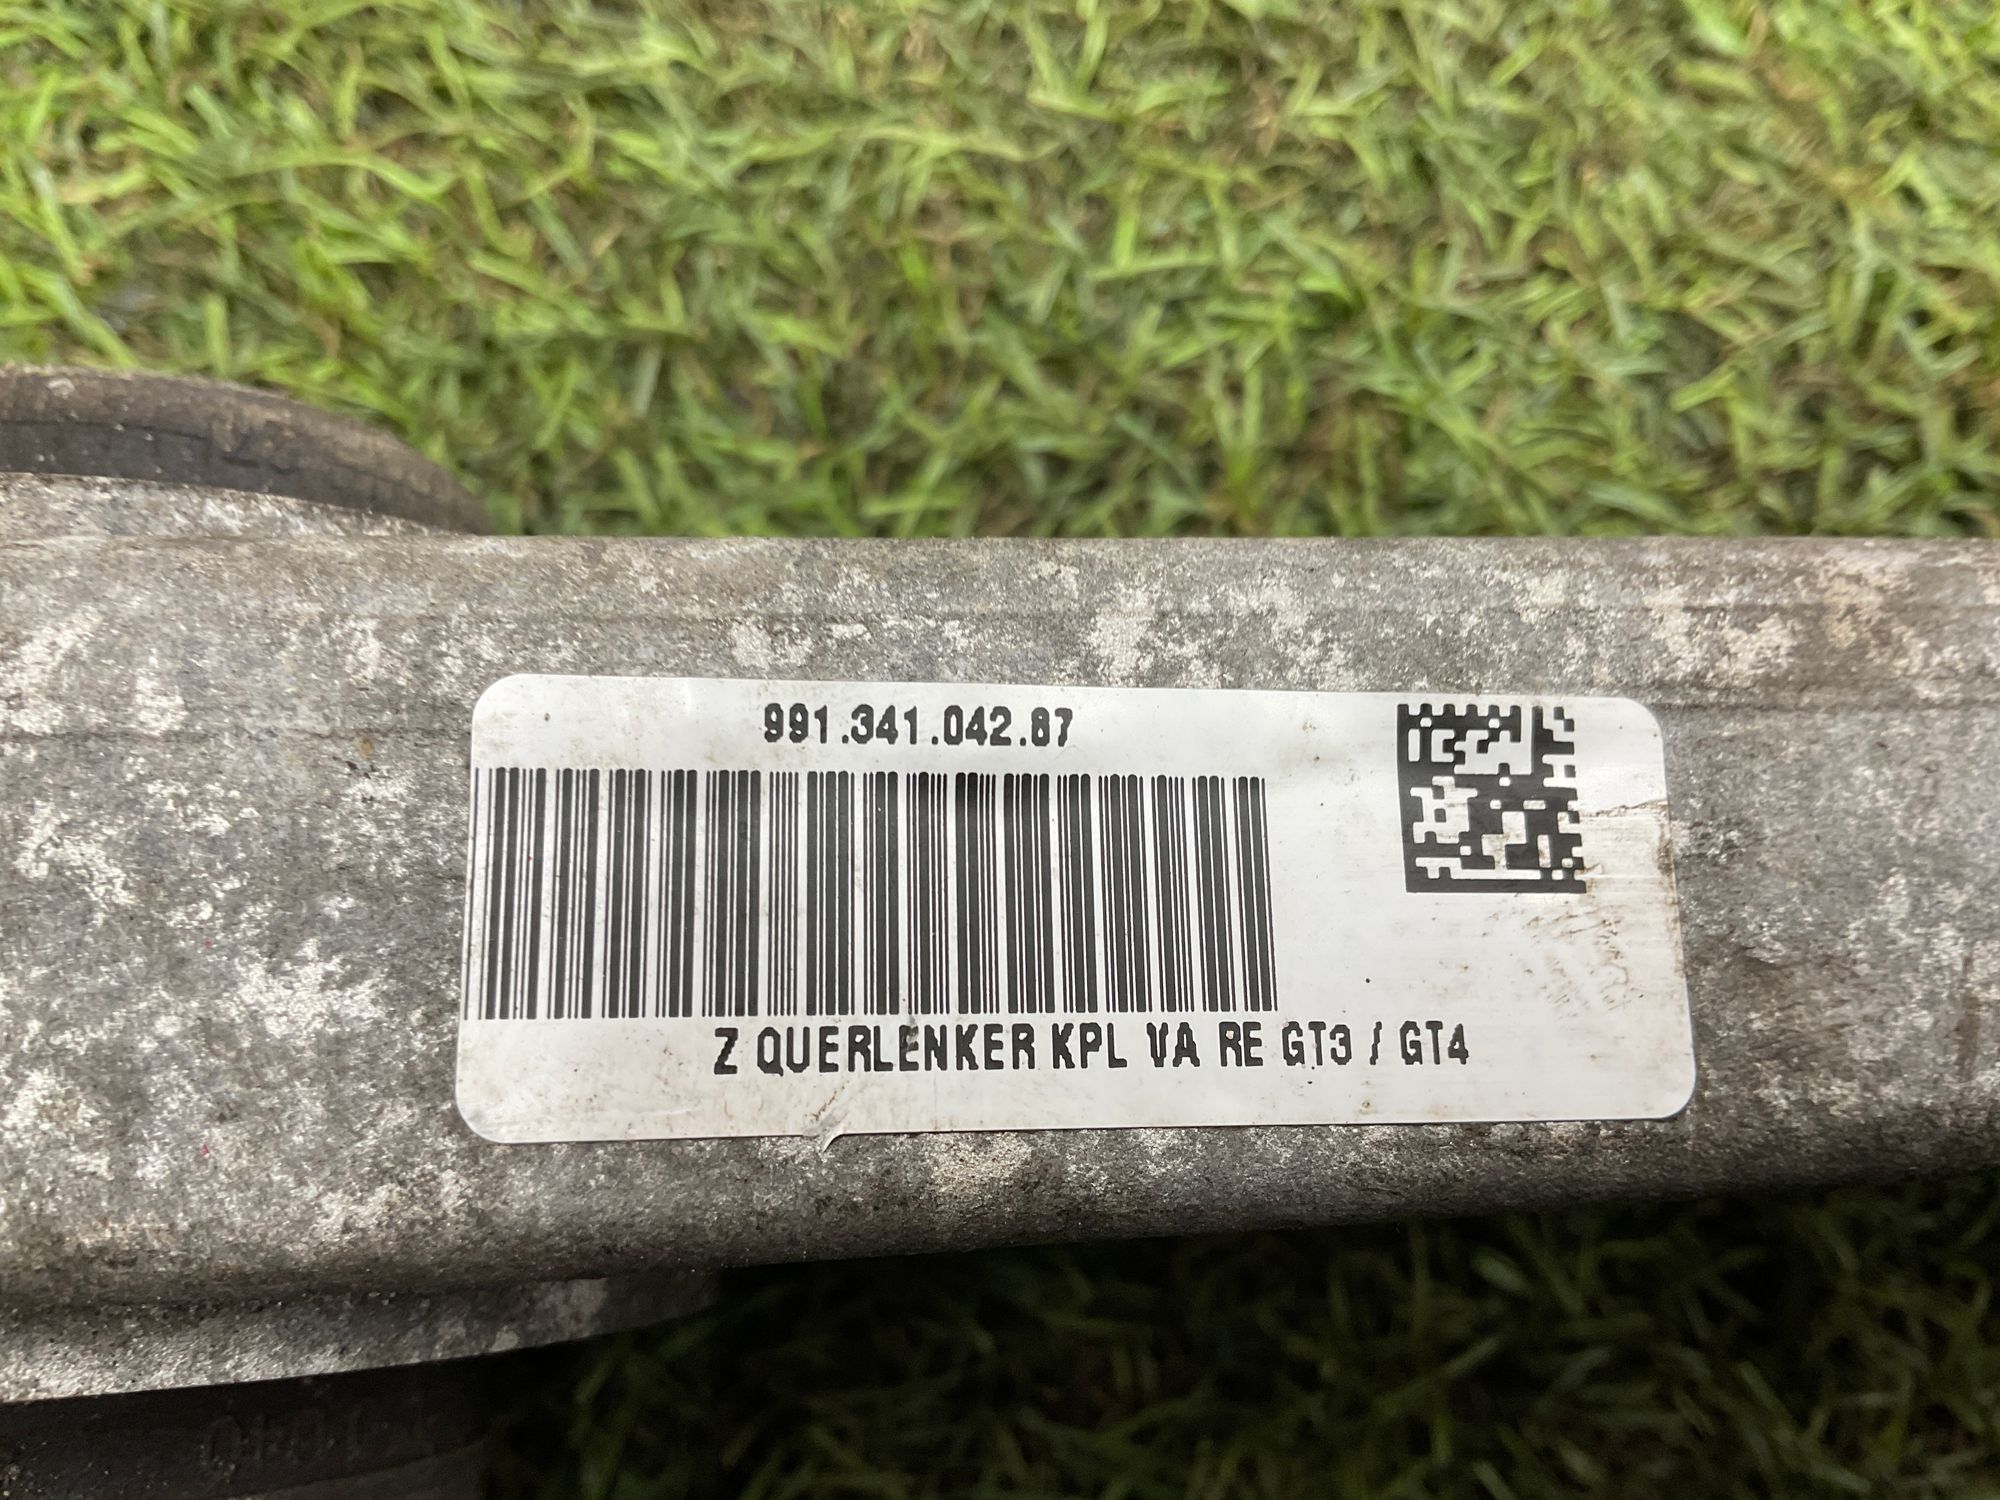 991.341.042.87
Z QUERLENKER KPL VA RE GT3 / GT4